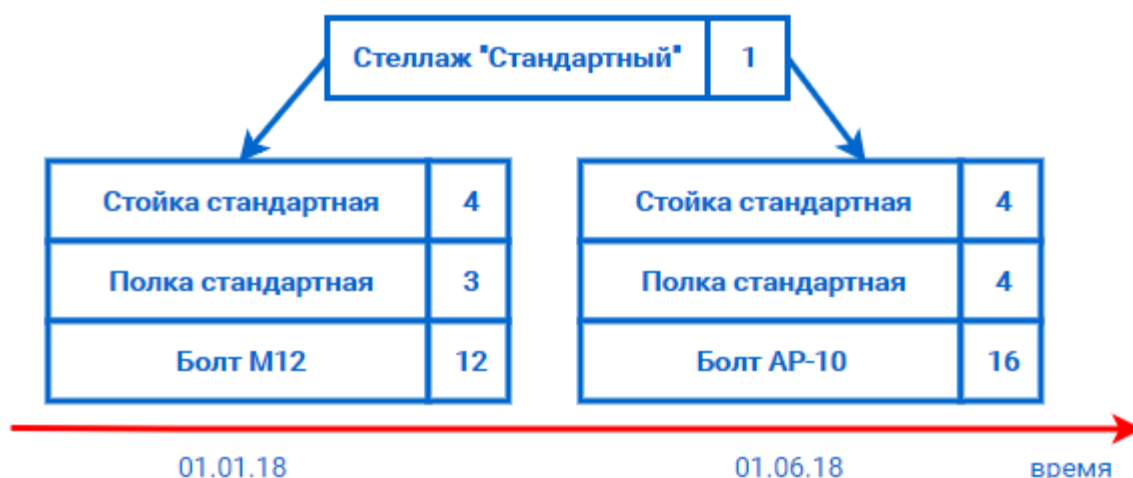 Стеллаж "Стандартный" 1
Стойка стандартная 4
Полка стандартная 3
Болт М12 12
Стойка стандартная 4
Полка стандартная 4
Болт АР-10 16
01.01.18 01.06.18 время